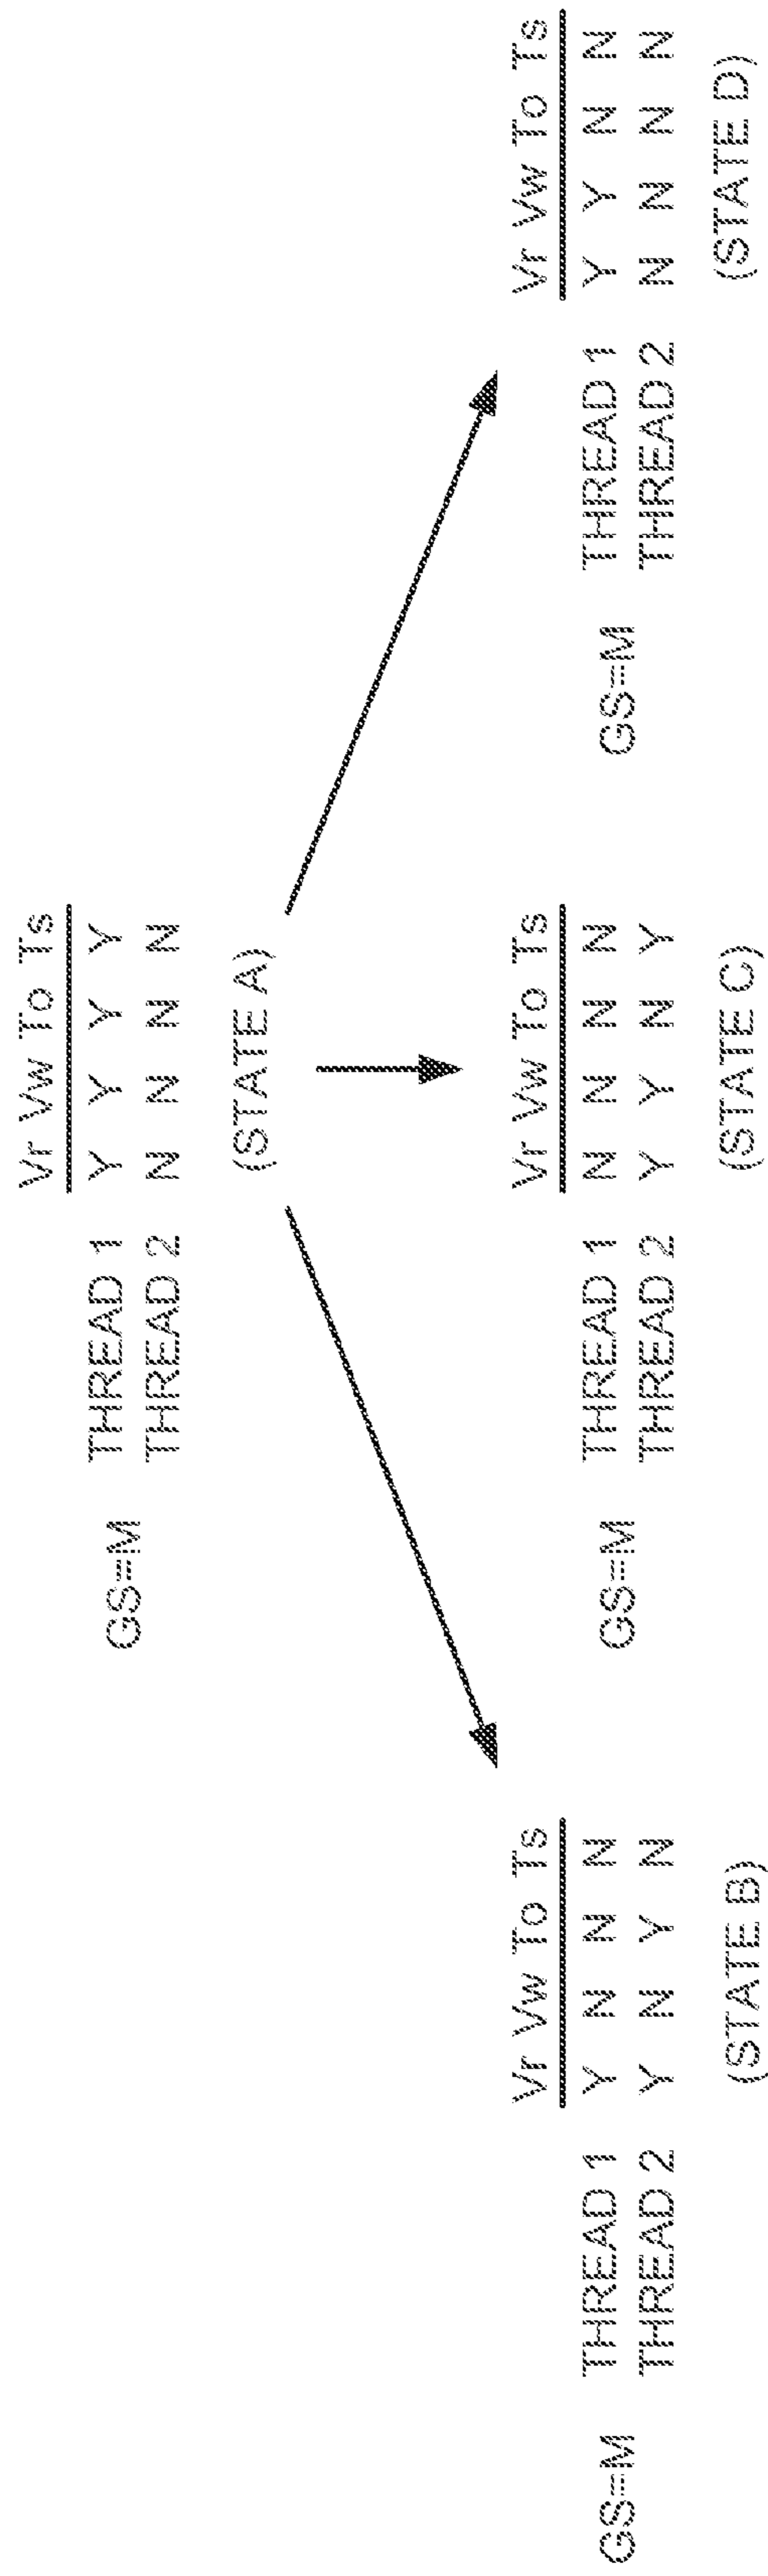 Vr Vw To Ts
GS=M
THREAD 1 Y Y Y Y
THREAD 2 N N N N
(STATE A)
Vr Vw To Ts
GS=M
THREAD 1 Y N N N
THREAD 2 Y N Y N
(STATE B)
Vr Vw To Ts
GS=M
THREAD 1 N N N N
THREAD 2 Y Y N Y
(STATE C)
Vr Vw To Ts
GS=M
THREAD 1 Y Y N N
THREAD 2 N N N N
(STATE D)